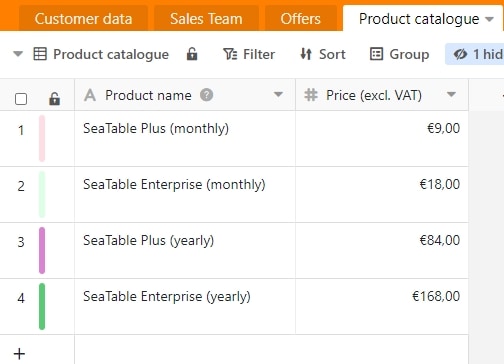 Customer data Sales Team Offers Product catalogue
Product catalogue Filter Sort Group 1 hid
A Product name ? # Price (excl. VAT)
1 SeaTable Plus (monthly) €9,00
2 SeaTable Enterprise (monthly) €18,00
3 SeaTable Plus (yearly) €84,00
4 SeaTable Enterprise (yearly) €168,00
+